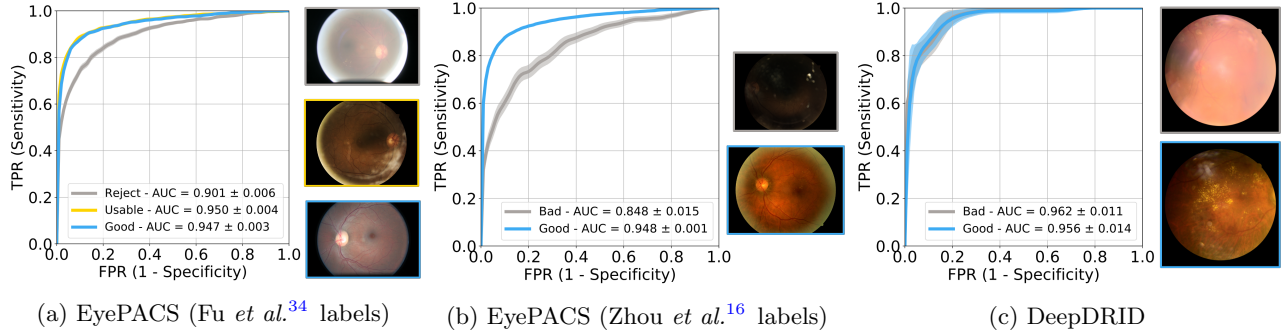 TPR (Sensitivity)
1.0
0.8
0.6
0.4
0.2
0.0
Reject - AUC = 0.901 ± 0.006
Usable - AUC = 0.950 ± 0.004
Good - AUC = 0.947 ± 0.003
0.0 0.2 0.4 0.6 0.8 1.0
FPR (1 - Specificity)
(a) EyePACS (Fu et al.34 labels)
TPR (Sensitivity)
1.0
0.8
0.6
0.4
0.2
0.0
Bad - AUC = 0.848 ± 0.015
Good - AUC = 0.948 ± 0.001
0.0 0.2 0.4 0.6 0.8 1.0
FPR (1 - Specificity)
(b) EyePACS (Zhou et al.16 labels)
TPR (Sensitivity)
1.0
0.8
0.6
0.4
0.2
0.0
Bad - AUC = 0.962 ± 0.011
Good - AUC = 0.956 ± 0.014
0.0 0.2 0.4 0.6 0.8 1.0
FPR (1 - Specificity)
(c) DeepDRID